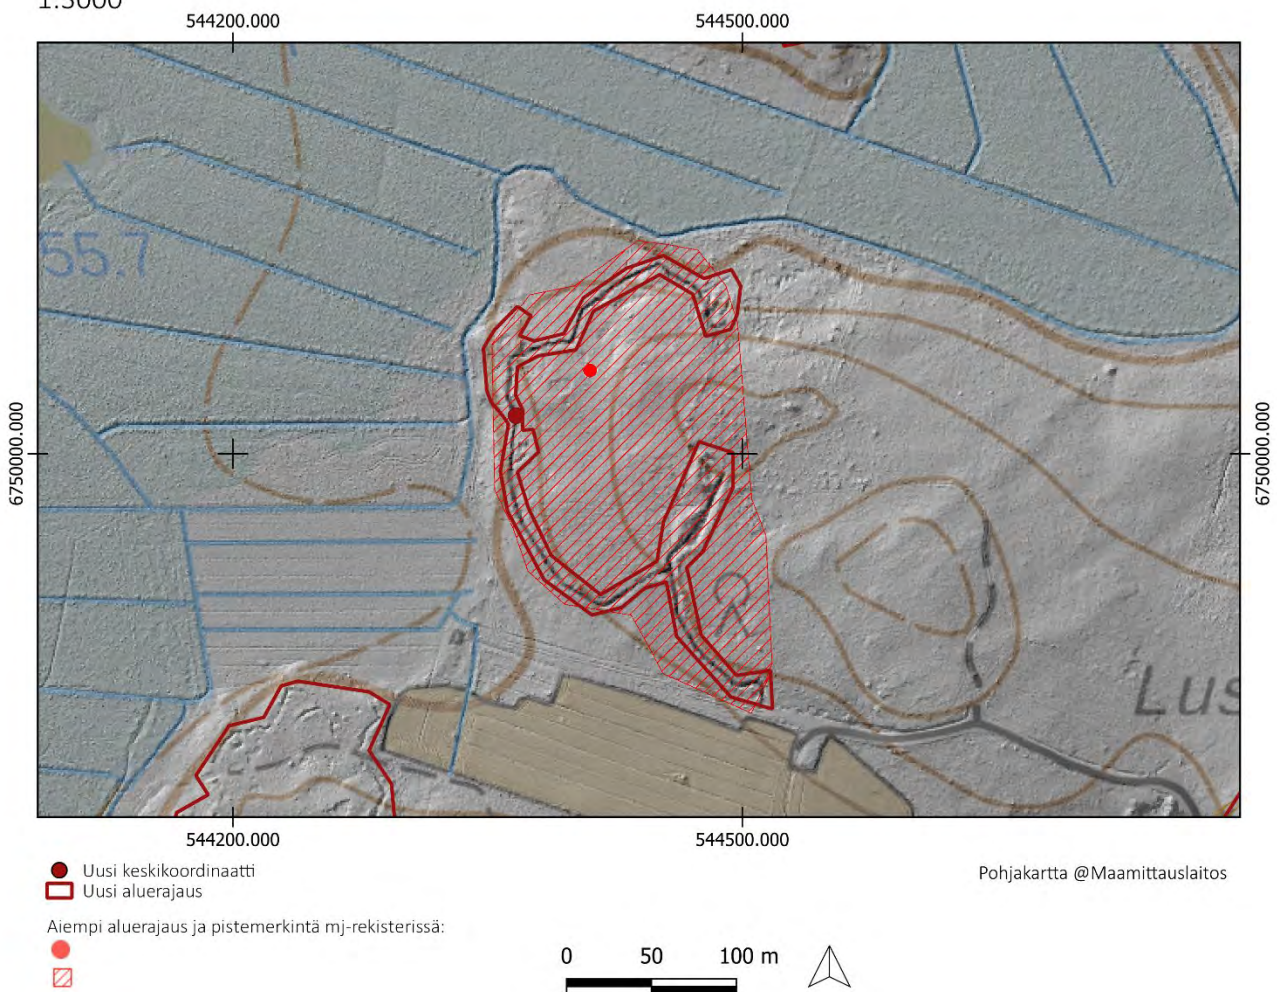 1:5000
544200.000 544500.000
55.7
6750000.000 6750000.000
Lus
544200.000 544500.000
Uusi keskikoordinaatti
Uusi aluerajaus
Pohjakartta @Maamittauslaitos
Aiempi aluerajaus ja pistemerkintä mj-rekisterissä:
0 50 100 m